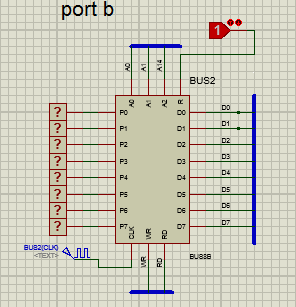 port b
1
A0
A1
A14
BUS2
A0
A1
A2
R
?
P0
D0
D0
?
P1
D1
D1
?
P2
D2
D2
?
P3
D3
D3
?
P4
D4
D4
?
P5
D5
D5
?
P6
D6
D6
?
P7
D7
D7
CLK
WR
RD
BUS2(CLK)
<TEXT>
BUS8B
WR
RD